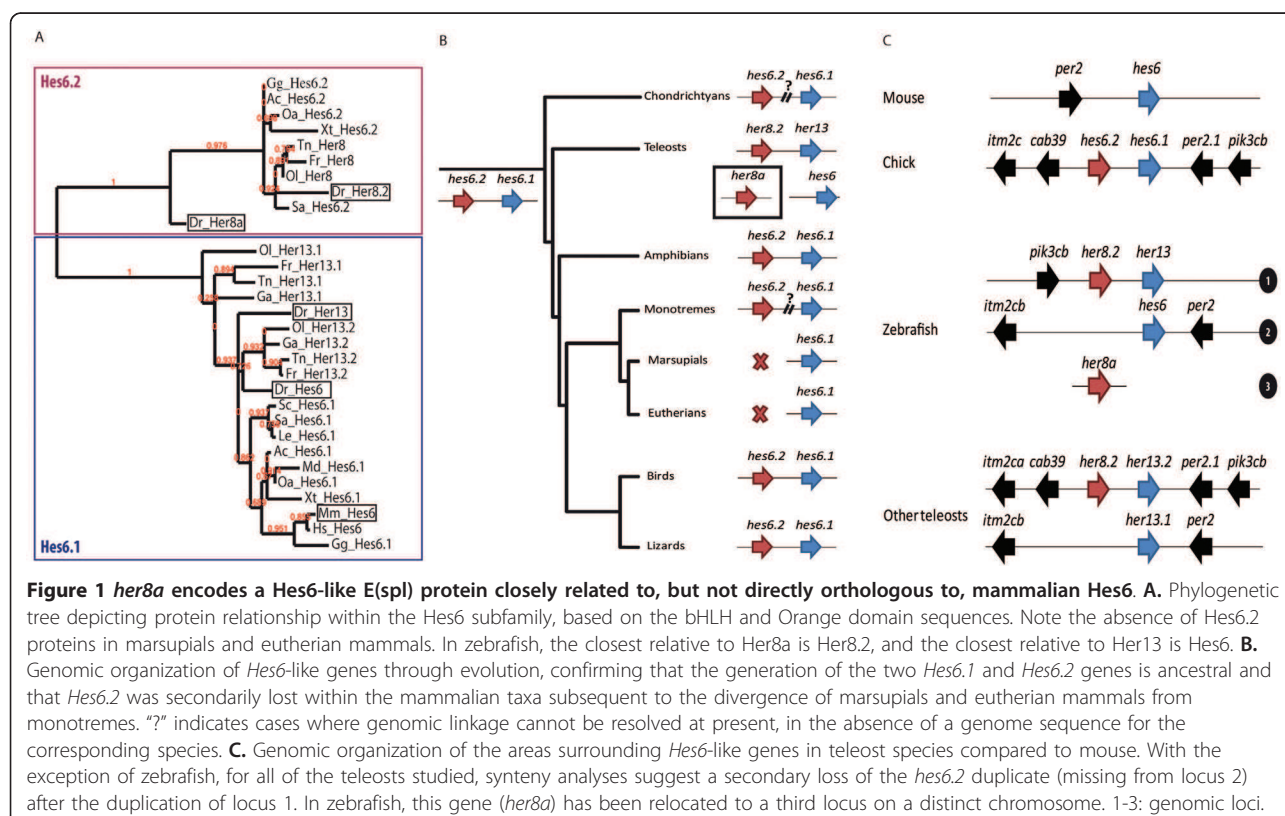 A
Hes6.2
Gg_Hes6.2
Ac_Hes6.2
Oa_Hes6.2
Xt_Hes6.2
Tn_Her8
Fr_Her8
Ol_Her8
Dr_Her8.2
Sa_Hes6.2
Dr_Her8a
0.976
1
Ol_Her13.1
Fr_Her13.1
Tn_Her13.1
Ga_Her13.1
Dr_Her13
Ol_Her13.2
Ga_Her13.2
Tn_Her13.2
Fr_Her13.2
Dr_Hes6
Sc_Hes6.1
Sa_Hes6.1
Le_Hes6.1
Ac_Hes6.1
Md_Hes6.1
Oa_Hes6.1
Xt_Hes6.1
Mm_Hes6
Hs_Hes6
Gg_Hes6.1
1
0.894
0.937
0.932
0.951
Hes6.1
B
hes6.2 hes6.1
Chondrichtyans
hes6.2 ? hes6.1
Teleosts
her8.2 her13
her8a hes6
Amphibians
hes6.2 hes6.1
Monotremes
hes6.2 ? hes6.1
Marsupials
hes6.1
Eutherians
hes6.1
Birds
hes6.2 hes6.1
Lizards
hes6.2 hes6.1
C
Mouse
per2 hes6
Chick
itm2c cab39 hes6.2 hes6.1 per2.1 pik3cb
Zebrafish
pik3cb her8.2 her13
1
itm2cb hes6 per2
2
her8a
3
Other teleosts
itm2ca cab39 her8.2 her13.2 per2.1 pik3cb
itm2cb her13.1 per2
Figure 1 her8a encodes a Hes6-like E(spl) protein closely related to, but not directly orthologous to, mammalian Hes6. A. Phylogenetic
tree depicting protein relationship within the Hes6 subfamily, based on the bHLH and Orange domain sequences. Note the absence of Hes6.2
proteins in marsupials and eutherian mammals. In zebrafish, the closest relative to Her8a is Her8.2, and the closest relative to Her13 is Hes6. B.
Genomic organization of Hes6-like genes through evolution, confirming that the generation of the two Hes6.1 and Hes6.2 genes is ancestral and
that Hes6.2 was secondarily lost within the mammalian taxa subsequent to the divergence of marsupials and eutherian mammals from
monotremes. "?" indicates cases where genomic linkage cannot be resolved at present, in the absence of a genome sequence for the
corresponding species. C. Genomic organization of the areas surrounding Hes6-like genes in teleost species compared to mouse. With the
exception of zebrafish, for all of the teleosts studied, synteny analyses suggest a secondary loss of the hes6.2 duplicate (missing from locus 2)
after the duplication of locus 1. In zebrafish, this gene (her8a) has been relocated to a third locus on a distinct chromosome. 1-3: genomic loci.